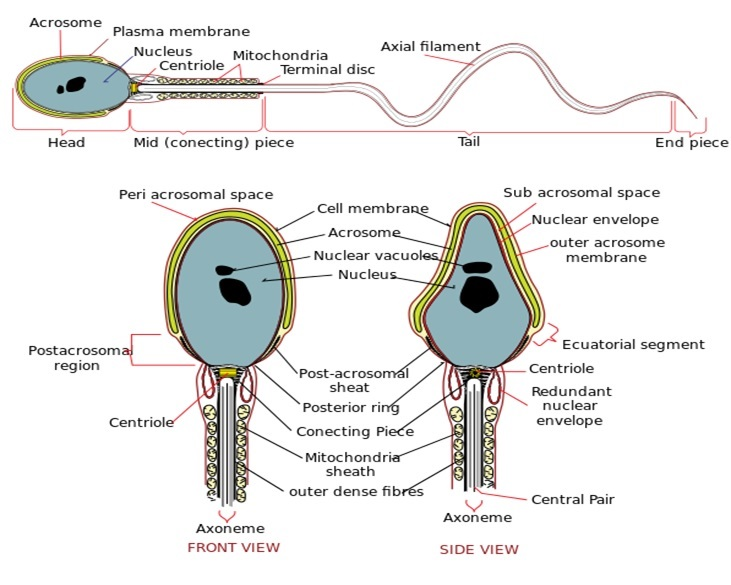 Acrosome
Plasma membrane
Nucleus
Centriole
Mitochondria
Terminal disc
Axial filament
Head
Mid (conecting) piece
Tail
End piece
Peri acrosomal space
Cell membrane
Acrosome
Nuclear vacuoles
Nucleus
Sub acrosomal space
Nuclear envelope
outer acrosome
membrane
Postacrosomal
region
Ecuatorial segment
Post-acrosomal
sheat
Posterior ring
Conecting Piece
Centriole
Centriole
Redundant
nuclear
envelope
Mitochondria
sheath
outer dense fibres
Central Pair
Axoneme
Axoneme
FRONT VIEW
SIDE VIEW